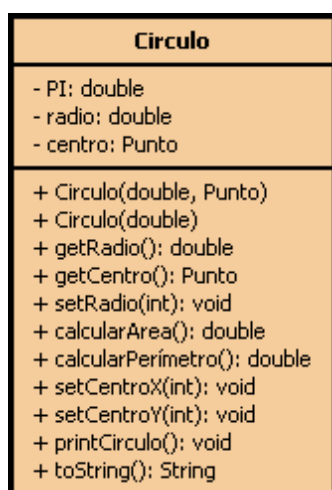 Circulo
- PI: double
- radio: double
- centro: Punto
+ Circulo(double, Punto)
+ Circulo(double)
+ getRadio(): double
+ getCentro(): Punto
+ setRadio(int): void
+ calcularArea(): double
+ calcularPerímetro(): double
+ setCentroX(int): void
+ setCentroY(int): void
+ printCirculo(): void
+ toString(): String